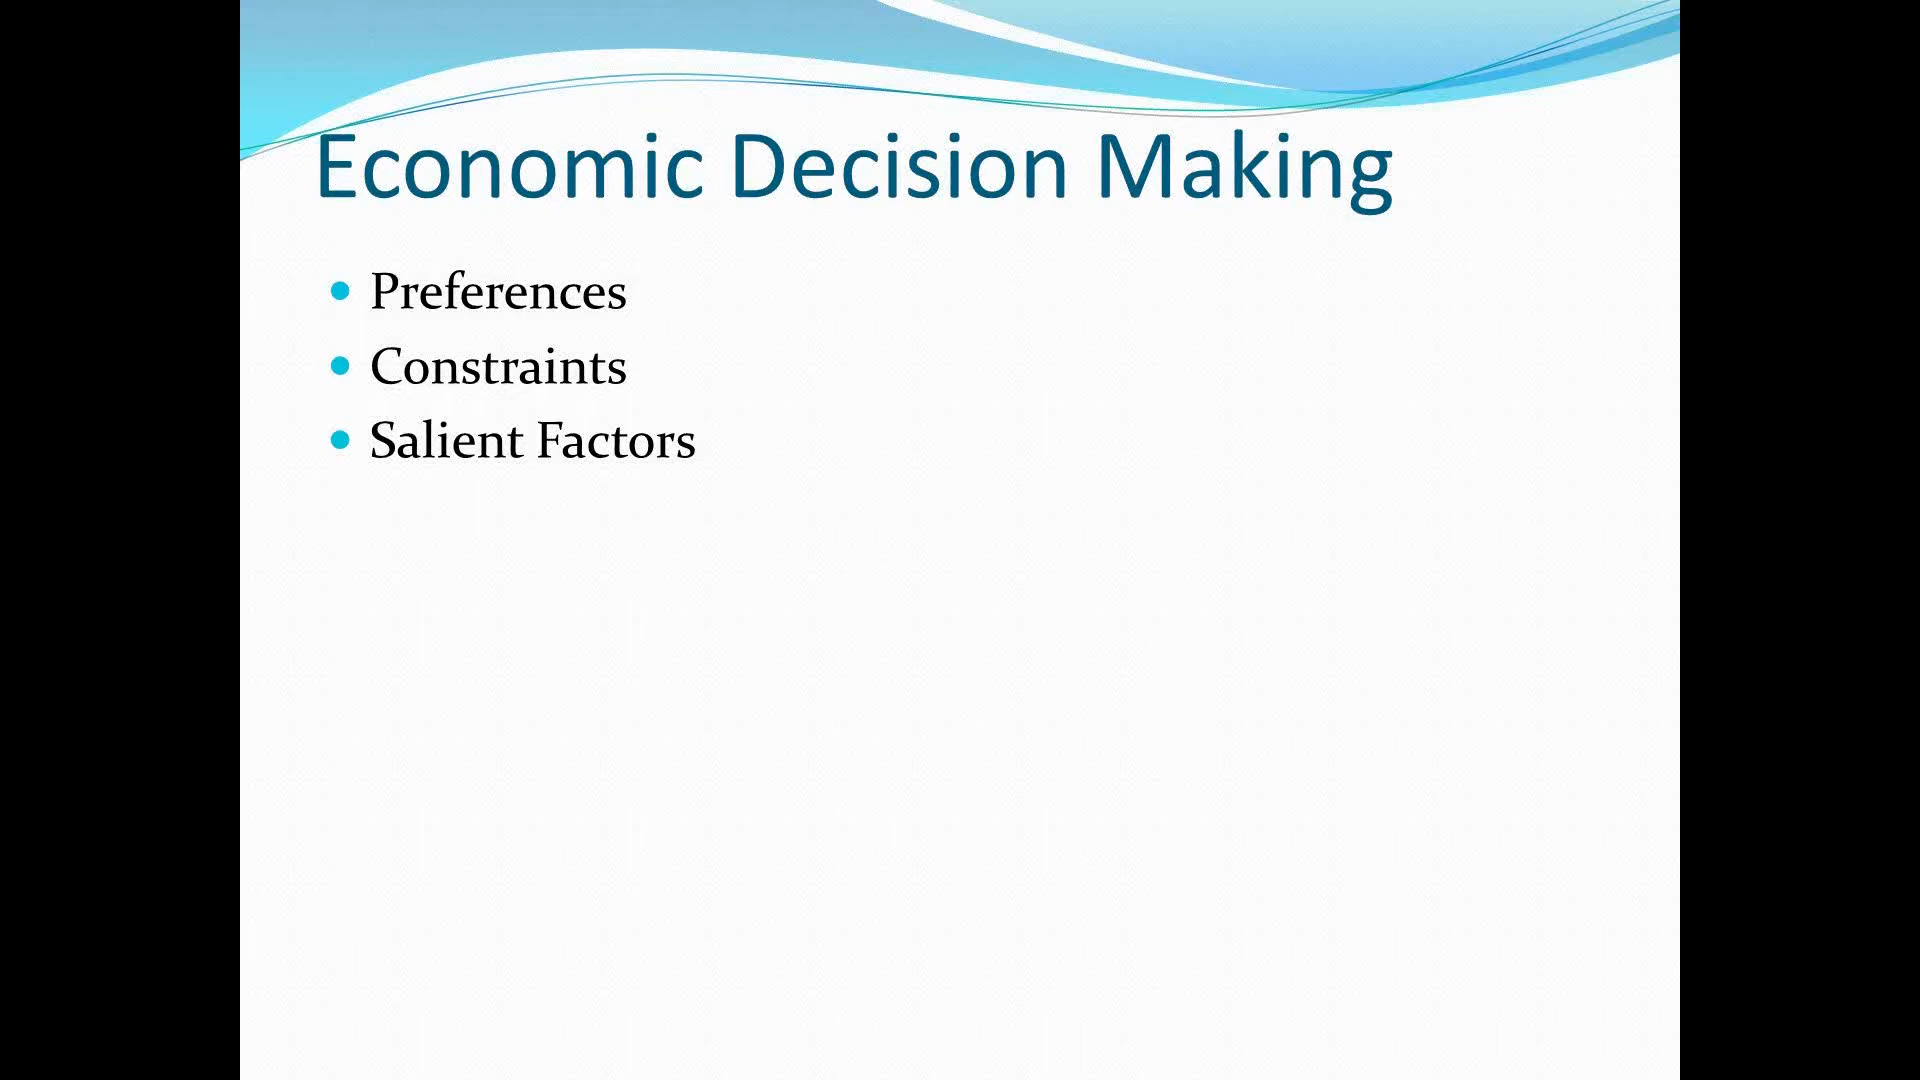 Economic Decision Making
• Preferences
• Constraints
• Salient Factors